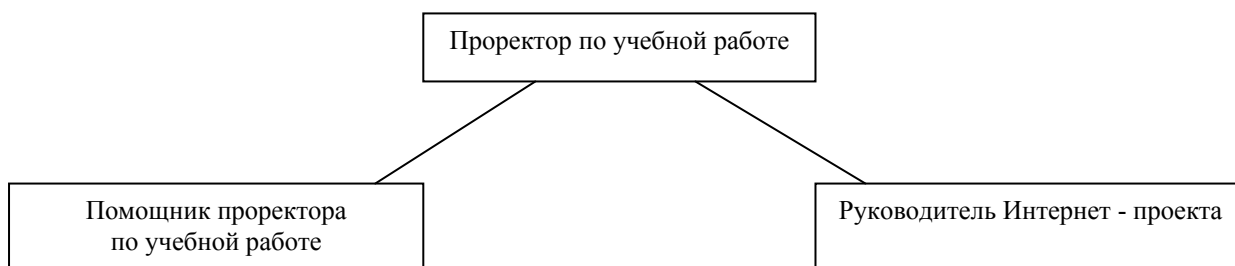 Проректор по учебной работе
Помощник проректора
по учебной работе
Руководитель Интернет - проекта